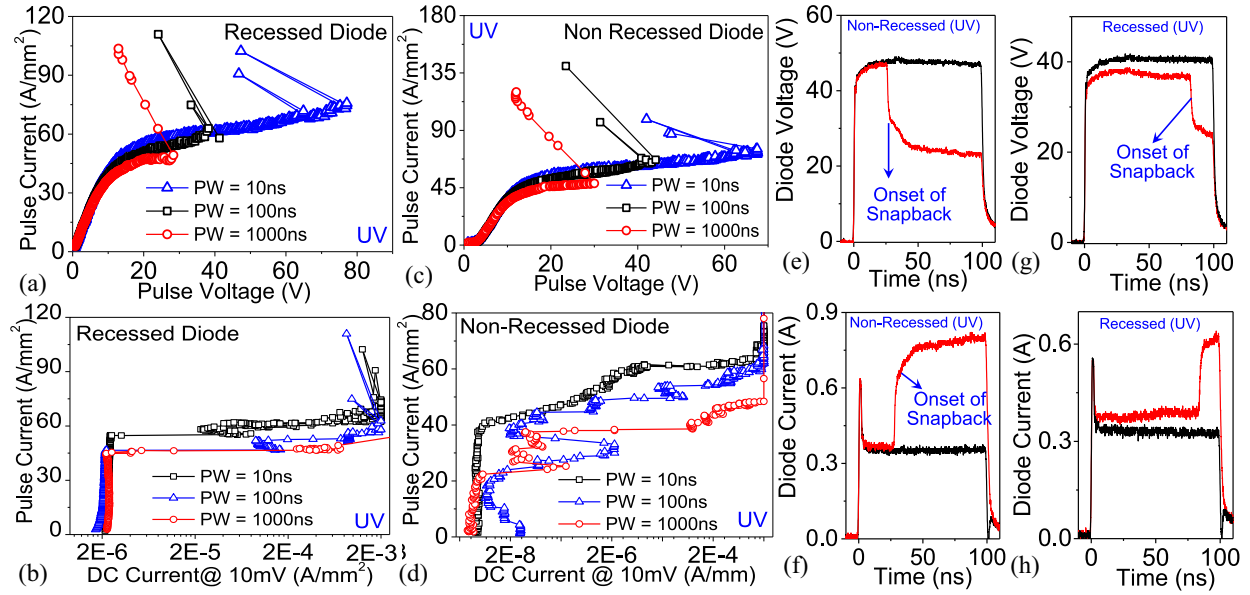 Recessed Diode
Pulse Current (A/mm²)
120
90
60
30
0
PW = 10ns
PW = 100ns
PW = 1000ns
UV
0 20 40 60 80
Pulse Voltage (V)
(a)
UV
Non Recessed Diode
Pulse Current (A/mm²)
180
135
90
45
0
PW = 10ns
PW = 100ns
PW = 1000ns
0 20 40 60
Pulse Voltage (V)
(c)
Non-Recessed (UV)
Diode Voltage (V)
60
40
20
0
Onset of
Snapback
0 50 100
Time (ns)
(e)
Recessed (UV)
Diode Voltage (V)
40
20
0
Onset of
Snapback
0 50 100
Time (ns)
(g)
Recessed Diode
Pulse Current (A/mm²)
120
90
60
30
0
PW = 10ns
PW = 100ns
PW = 1000ns
UV
2E-6 2E-5 2E-4 2E-3
DC Current@ 10mV (A/mm²)
(b)
Non-Recessed Diode
Pulse Current (A/mm²)
80
60
40
20
0
PW = 10ns
PW = 100ns
PW = 1000ns
UV
2E-8 2E-6 2E-4
DC Current @ 10mV (A/mm)
(d)
Non-Recessed (UV)
Diode Current (A)
0.9
0.6
0.3
0.0
Onset of
Snapback
0 50 100
Time (ns)
(f)
Recessed (UV)
Diode Current (A)
0.6
0.3
0.0
0 50 100
Time (ns)
(h)